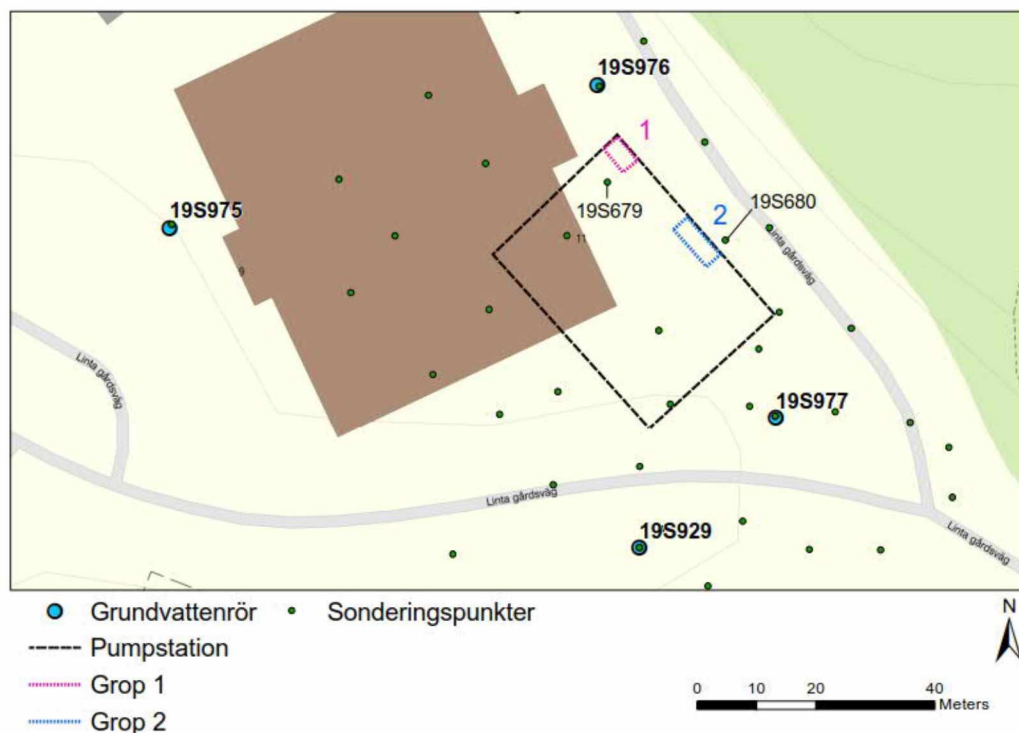 19S976
1
19S975
19S679
2
19S680
11
9
Linta gårdsväg
Linta gårdsväg
19S977
Linta gårdsväg
19S929
Linta gårdsväg
Grundvattenrör
Sonderingspunkter
Pumpstation
Grop 1
Grop 2
N
0 10 20 40
Meters